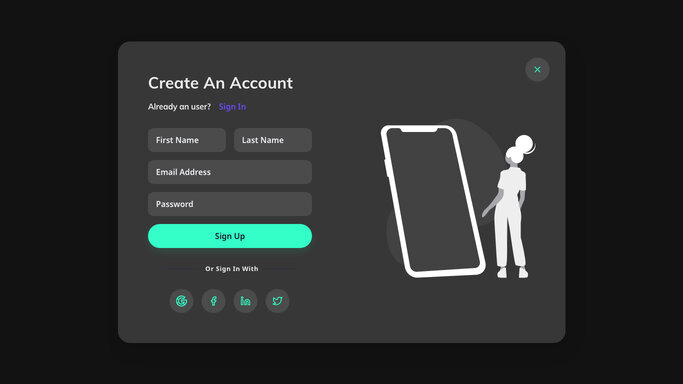 Create An Account
Already an user? Sign In
First Name Last Name
Email Address
Password
Sign Up
Or Sign In With